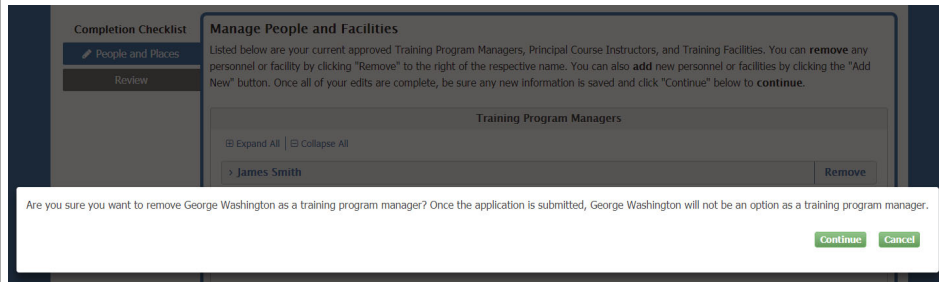 Completion Checklist
People and Places
Review
Manage People and Facilities
Listed below are your current approved Training Program Managers, Principal Course Instructors, and Training Facilities. You can remove any
personnel or facility by clicking "Remove" to the right of the respective name. You can also add new personnel or facilities by clicking the "Add
New" button. Once all of your edits are complete, be sure any new information is saved and click "Continue" below to continue.
Training Program Managers
Expand All | Collapse All
› James Smith Remove
Are you sure you want to remove George Washington as a training program manager? Once the application is submitted, George Washington will not be an option as a training program manager.
Continue Cancel